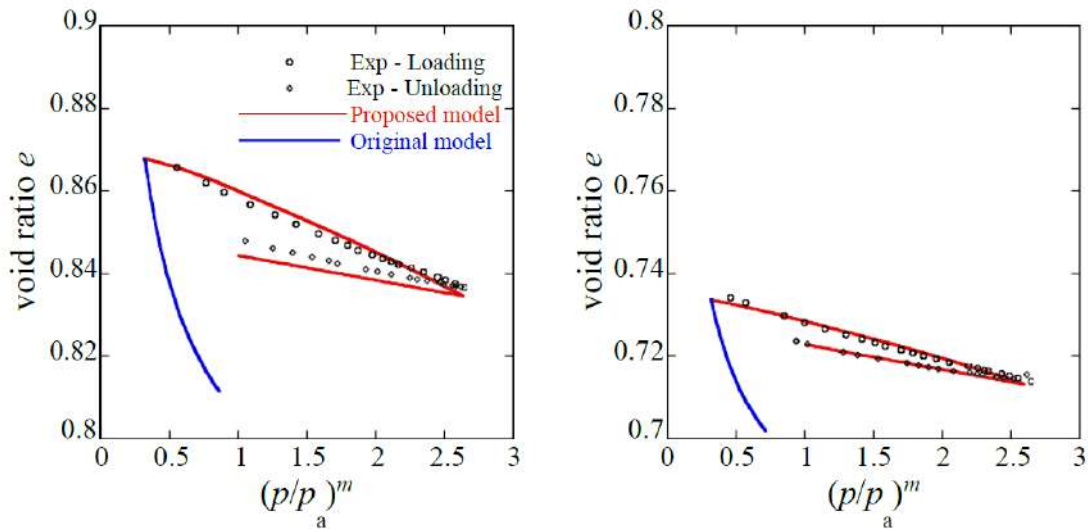 0.9
0.88
0.86
0.84
0.82
0.8
void ratio e
Exp - Loading
Exp - Unloading
Proposed model
Original model
0 0.5 1 1.5 2 2.5 3
(p/p_a)^m
0.8
0.78
0.76
0.74
0.72
0.7
void ratio e
0 0.5 1 1.5 2 2.5 3
(p/p_a)^m